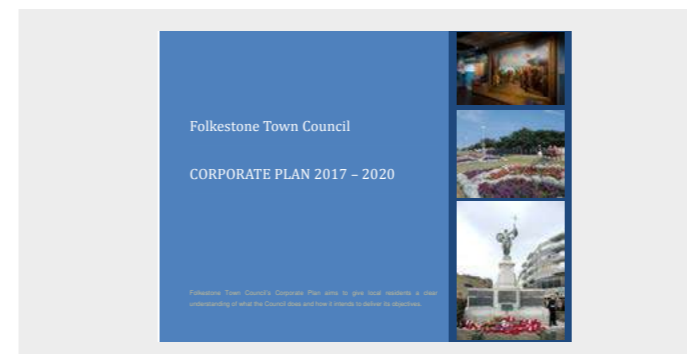 Folkestone Town Council
CORPORATE PLAN 2017 – 2020
Folkestone Town Council's Corporate Plan aims to give local residents a clear
understanding of what the Council does and how it intends to deliver its objectives.